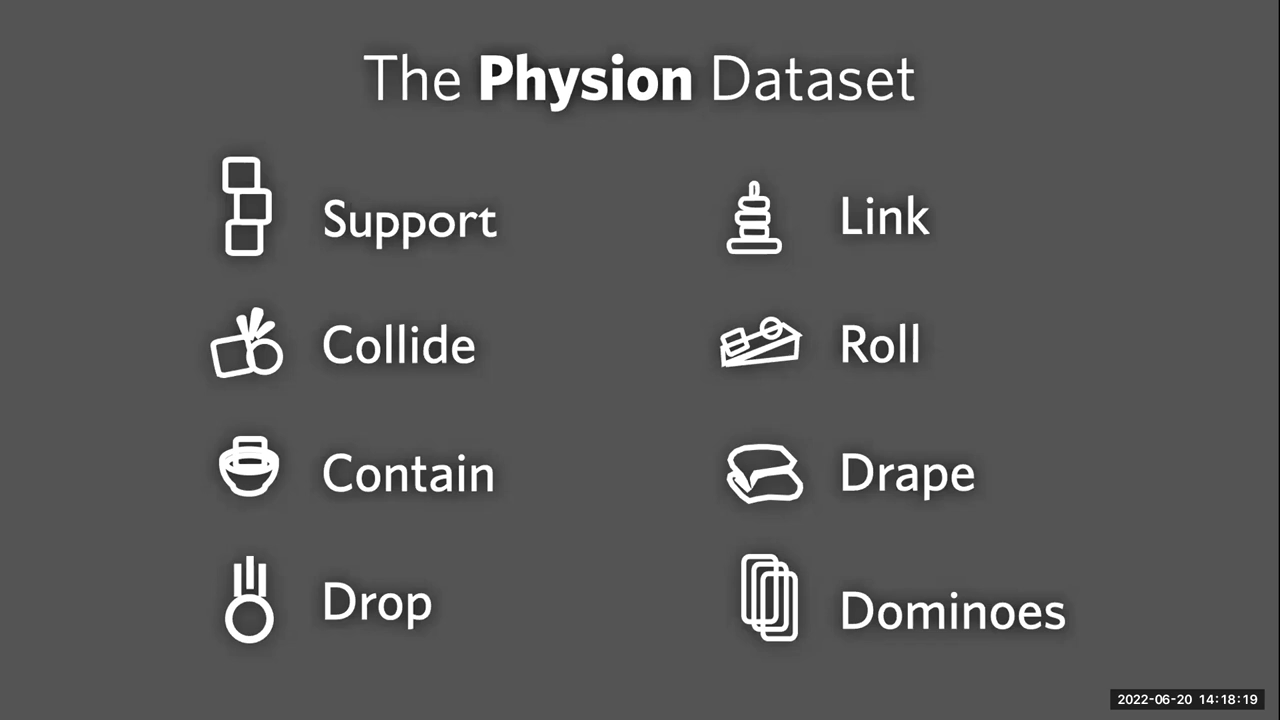 The Physion Dataset
Support
Link
Collide
Roll
Contain
Drape
Drop
Dominoes
2022-06-20 14:18:19